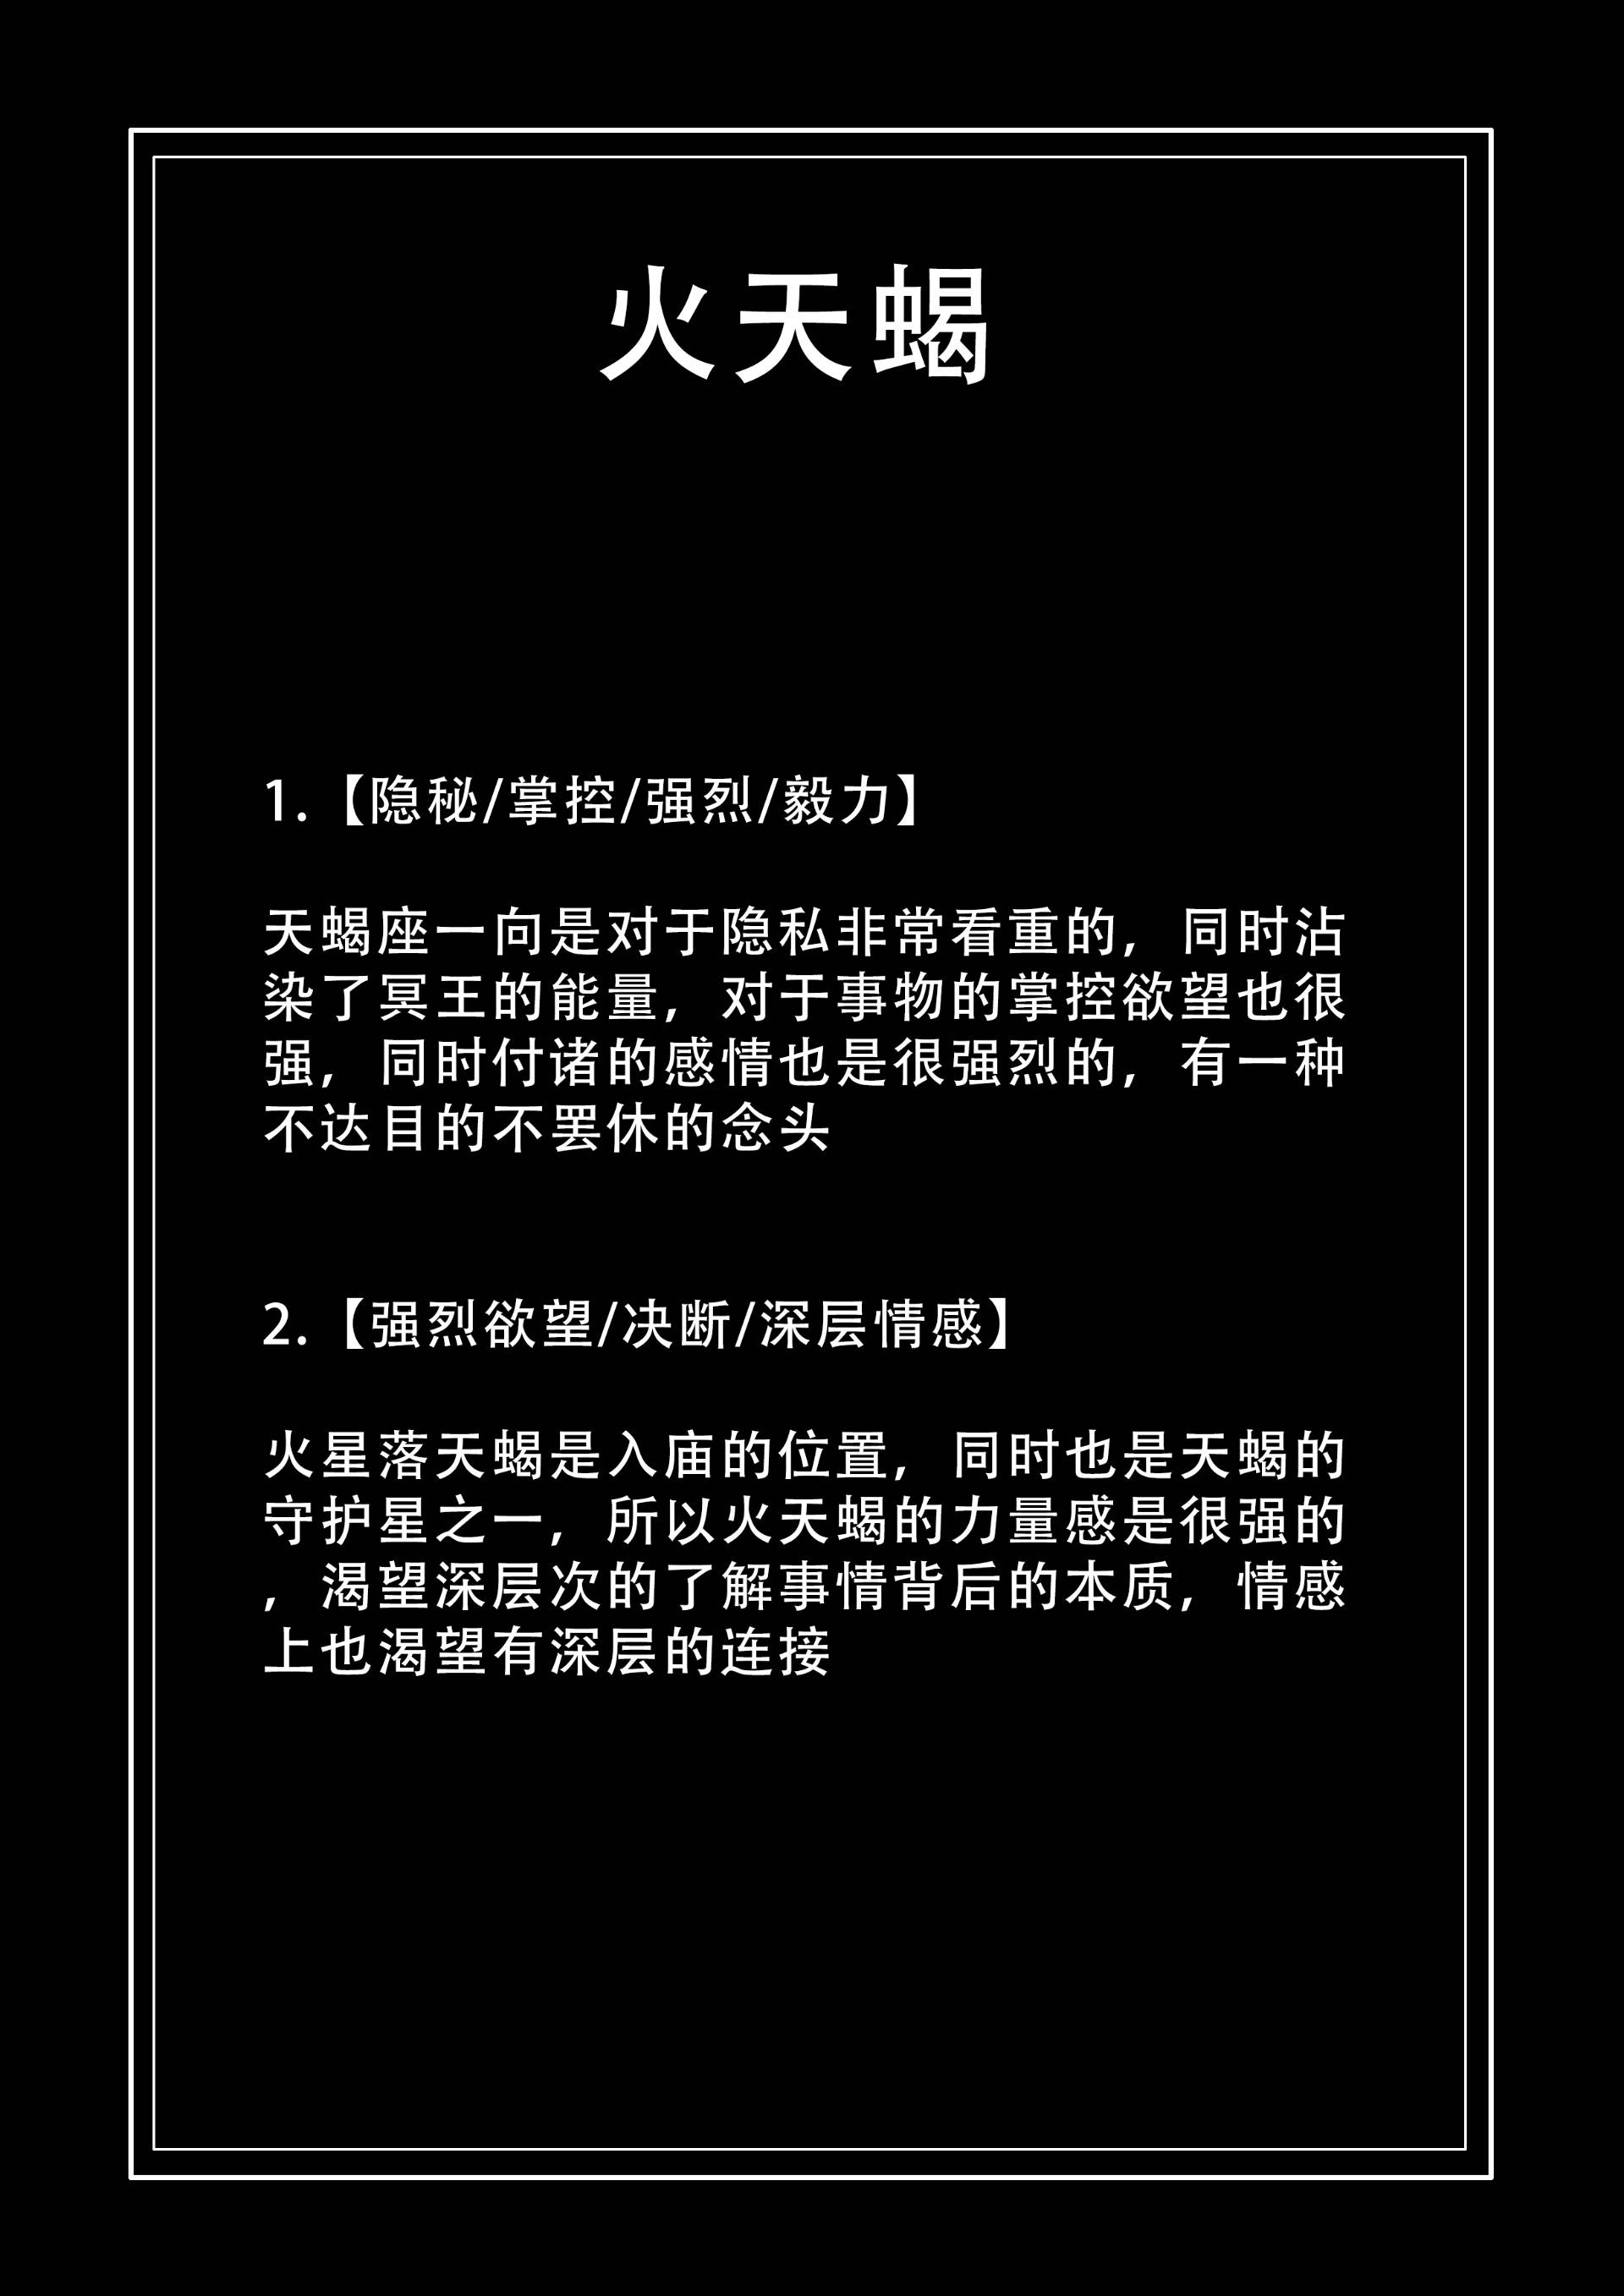 火天蝎
1.【隐秘/掌控/强烈/毅力】
天蝎座一向是对于隐私非常看重的，同时沾
染了冥王的能量，对于事物的掌控欲望也很
强，同时付诸的感情也是很强烈的，有一种
不达目的不罢休的念头
2.【强烈欲望/决断/深层情感】
火星落天蝎是入庙的位置，同时也是天蝎的
守护星之一，所以火天蝎的力量感是很强的
，渴望深层次的了解事情背后的本质，情感
上也渴望有深层的连接